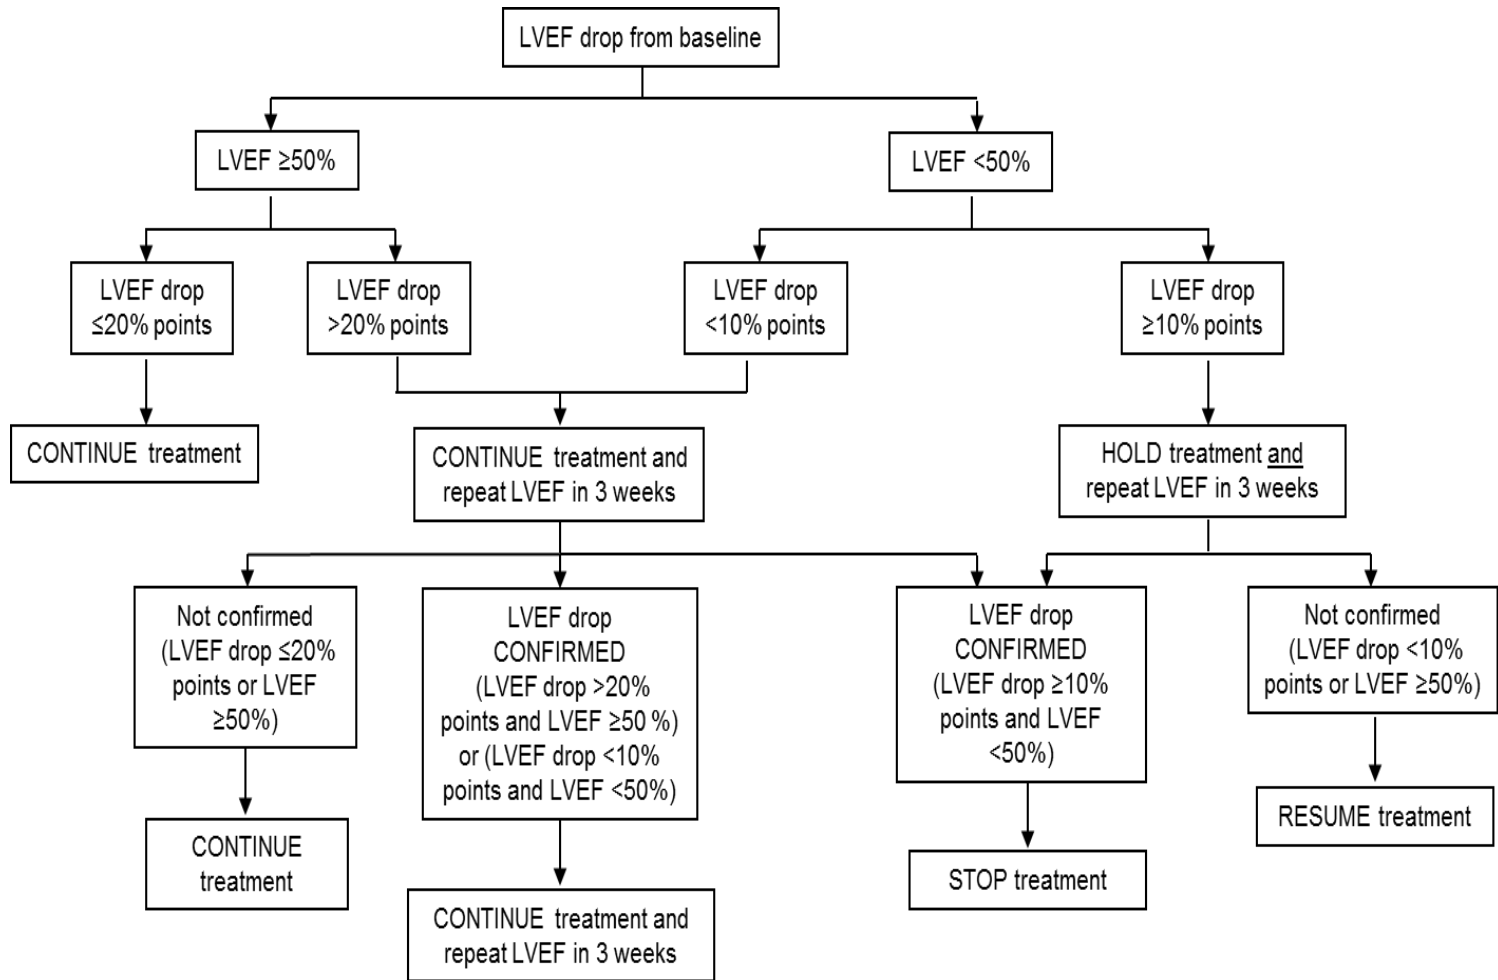 LVEF drop from baseline
LVEF ≥50%
LVEF <50%
LVEF drop
≤20% points
LVEF drop
>20% points
LVEF drop
<10% points
LVEF drop
≥10% points
CONTINUE treatment
CONTINUE treatment and
repeat LVEF in 3 weeks
HOLD treatment and
repeat LVEF in 3 weeks
Not confirmed
(LVEF drop ≤20%
points or LVEF
≥50%)
LVEF drop
CONFIRMED
(LVEF drop >20%
points and LVEF ≥50 %)
or (LVEF drop <10%
points and LVEF <50%)
LVEF drop
CONFIRMED
(LVEF drop ≥10%
points and LVEF
<50%)
Not confirmed
(LVEF drop <10%
points or LVEF ≥50%)
CONTINUE
treatment
CONTINUE treatment and
repeat LVEF in 3 weeks
STOP treatment
RESUME treatment